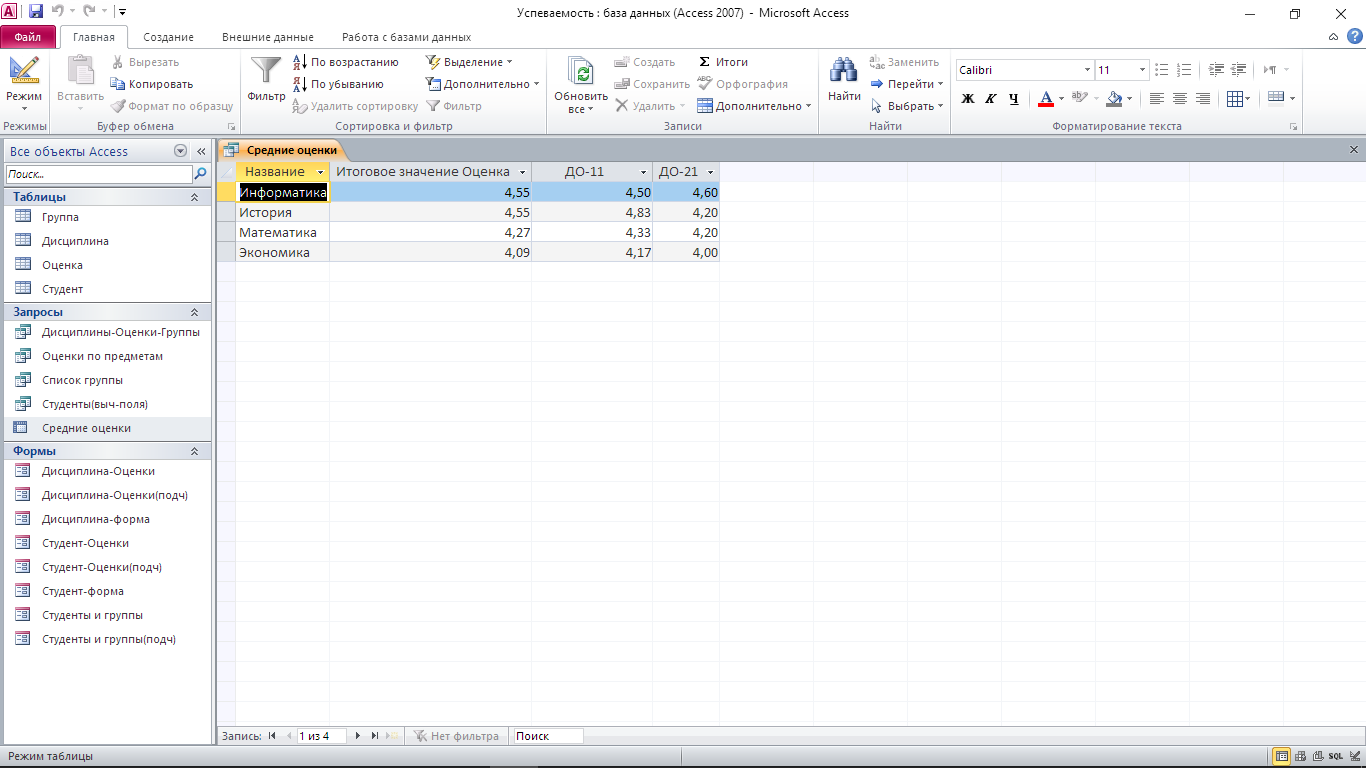 Успеваемость : база данных (Access 2007) - Microsoft Access
Файл Главная Создание Внешние данные Работа с базами данных
Режим
Режимы
Вставить
Вырезать
Копировать
Формат по образцу
Буфер обмена
Фильтр
По возрастанию
По убыванию
Удалить сортировку
Выделение
Дополнительно
Фильтр
Сортировка и фильтр
Обновить
все
Создать
Сохранить
Удалить
Итоги
Орфография
Дополнительно
Записи
Найти
Заменить
Перейти
Выбрать
Найти
Calibri 11
Ж К Ч
Форматирование текста
Все объекты Access
Поиск...
Таблицы
Группа
Дисциплина
Оценка
Студент
Запросы
Дисциплины-Оценки-Группы
Оценки по предметам
Список группы
Студенты(выч-поля)
Средние оценки
Формы
Дисциплина-Оценки
Дисциплина-Оценки(подч)
Дисциплина-форма
Студент-Оценки
Студент-Оценки(подч)
Студент-форма
Студенты и группы
Студенты и группы(подч)
Средние оценки
Название Итоговое значение Оценка ДО-11 ДО-21
Информатика 4,55 4,50 4,60
История 4,55 4,83 4,20
Математика 4,27 4,33 4,20
Экономика 4,09 4,17 4,00
Запись: 1 из 4 Нет фильтра Поиск
Режим таблицы SQL